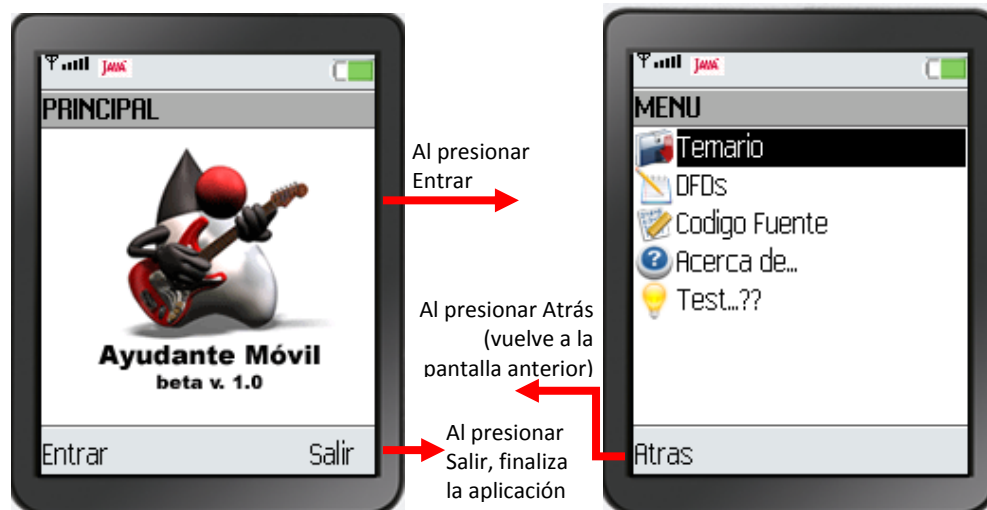 JAVA
PRINCIPAL
Ayudante Móvil
beta v. 1.0
Entrar
Salir
Al presionar
Entrar
Al presionar Atrás
(vuelve a la
pantalla anterior)
Al presionar
Salir, finaliza
la aplicación
JAVA
MENU
Temario
DFDs
Codigo Fuente
Acerca de...
Test...??
Atras